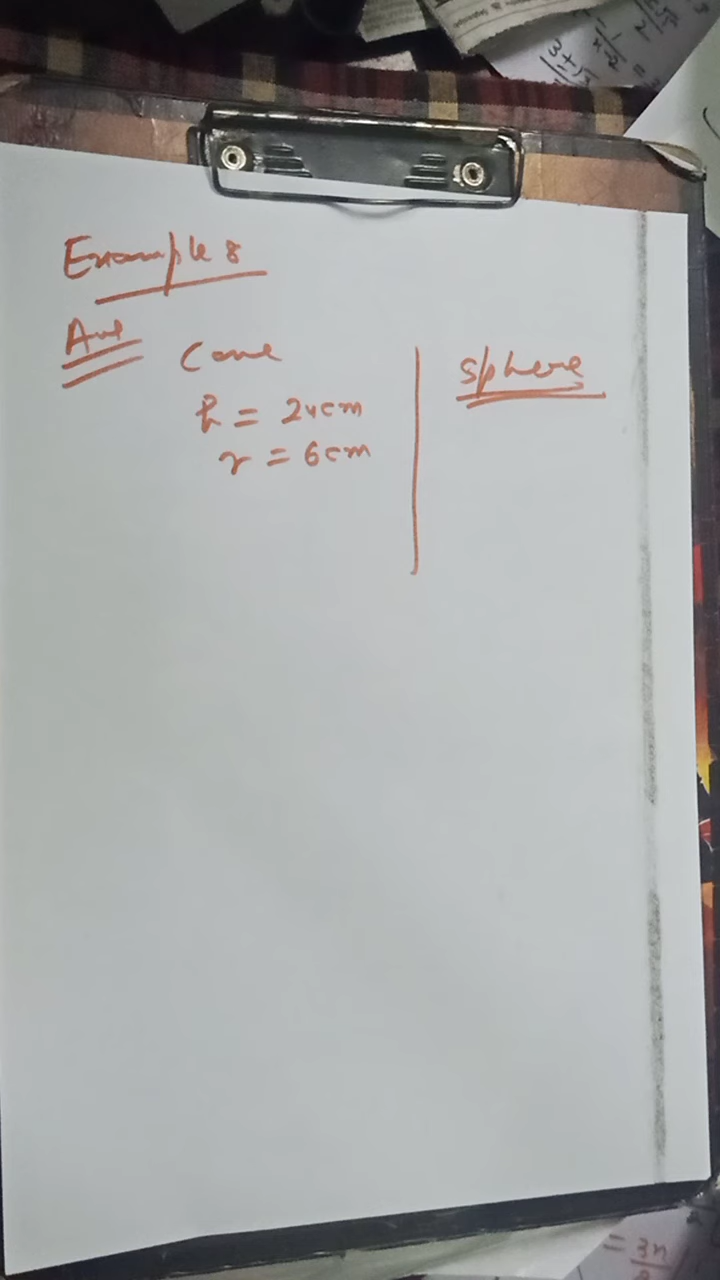 Example 8
Ans
Cone
h = 24cm
r = 6cm
Sphere